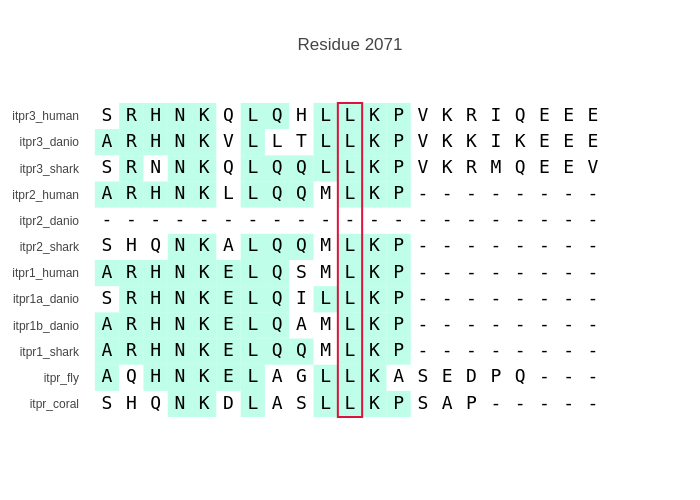 Residue 2071
itpr3_human S R H N K Q L Q H L L K P V K R I Q E E E
itpr3_danio A R H N K V L L T L L K P V K K I K E E E
itpr3_shark S R N N K Q L Q Q L L K P V K R M Q E E V
itpr2_human A R H N K L L Q Q M L K P - - - - - - - -
itpr2_danio - - - - - - - - - - - - - - - - - - - - -
itpr2_shark S H Q N K A L Q Q M L K P - - - - - - - -
itpr1_human A R H N K E L Q S M L K P - - - - - - - -
itpr1a_danio S R H N K E L Q I L L K P - - - - - - - -
itpr1b_danio A R H N K E L Q A M L K P - - - - - - - -
itpr1_shark A R H N K E L Q Q M L K P - - - - - - - -
itpr_fly A Q H N K E L A G L L K A S E D P Q - - -
itpr_coral S H Q N K D L A S L L K P S A P - - - - -